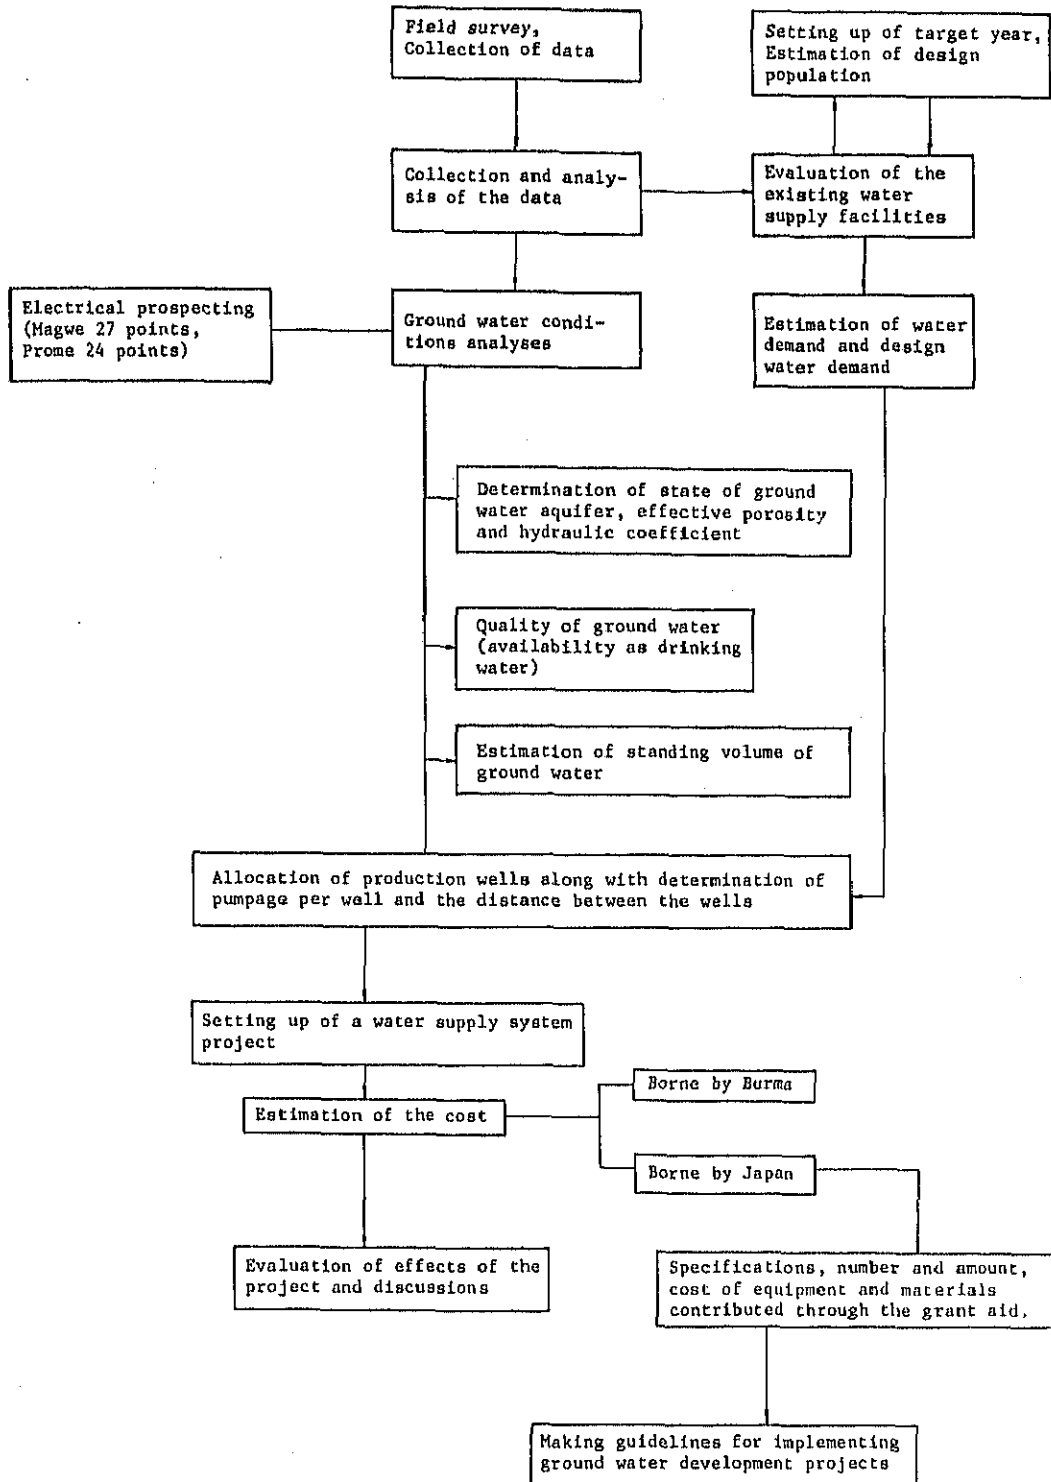 Field survey,
Collection of data
Setting up of target year,
Estimation of design
population
Collection and analy-
sis of the data
Evaluation of the
existing water
supply facilities
Electrical prospecting
(Magwe 27 points,
Prome 24 points)
Ground water condi-
tions analyses
Estimation of water
demand and design
water demand
Determination of state of ground
water aquifer, effective porosity
and hydraulic coefficient
Quality of ground water
(availability as drinking
water)
Estimation of standing volume of
ground water
Allocation of production wells along with determination of
pumpage per well and the distance between the wells
Setting up of a water supply system
project
Estimation of the cost
Borne by Burma
Borne by Japan
Evaluation of effects of the
project and discussions
Specifications, number and amount,
cost of equipment and materials
contributed through the grant aid.
Making guidelines for implementing
ground water development projects